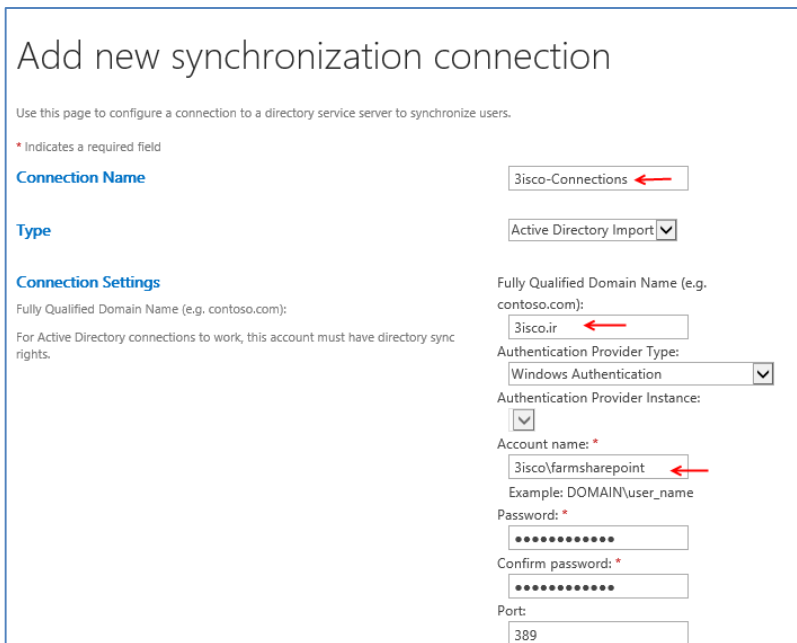 Add new synchronization connection
Use this page to configure a connection to a directory service server to synchronize users.
* Indicates a required field
Connection Name
3isco-Connections
Type
Active Directory Import
Connection Settings
Fully Qualified Domain Name (e.g. contoso.com):
For Active Directory connections to work, this account must have directory sync
rights.
Fully Qualified Domain Name (e.g.
contoso.com):
3isco.ir
Authentication Provider Type:
Windows Authentication
Authentication Provider Instance:
Account name: *
3isco\farmsharepoint
Example: DOMAIN\user_name
Password: *
●●●●●●●●●●●●
Confirm password: *
●●●●●●●●●●●●
Port:
389